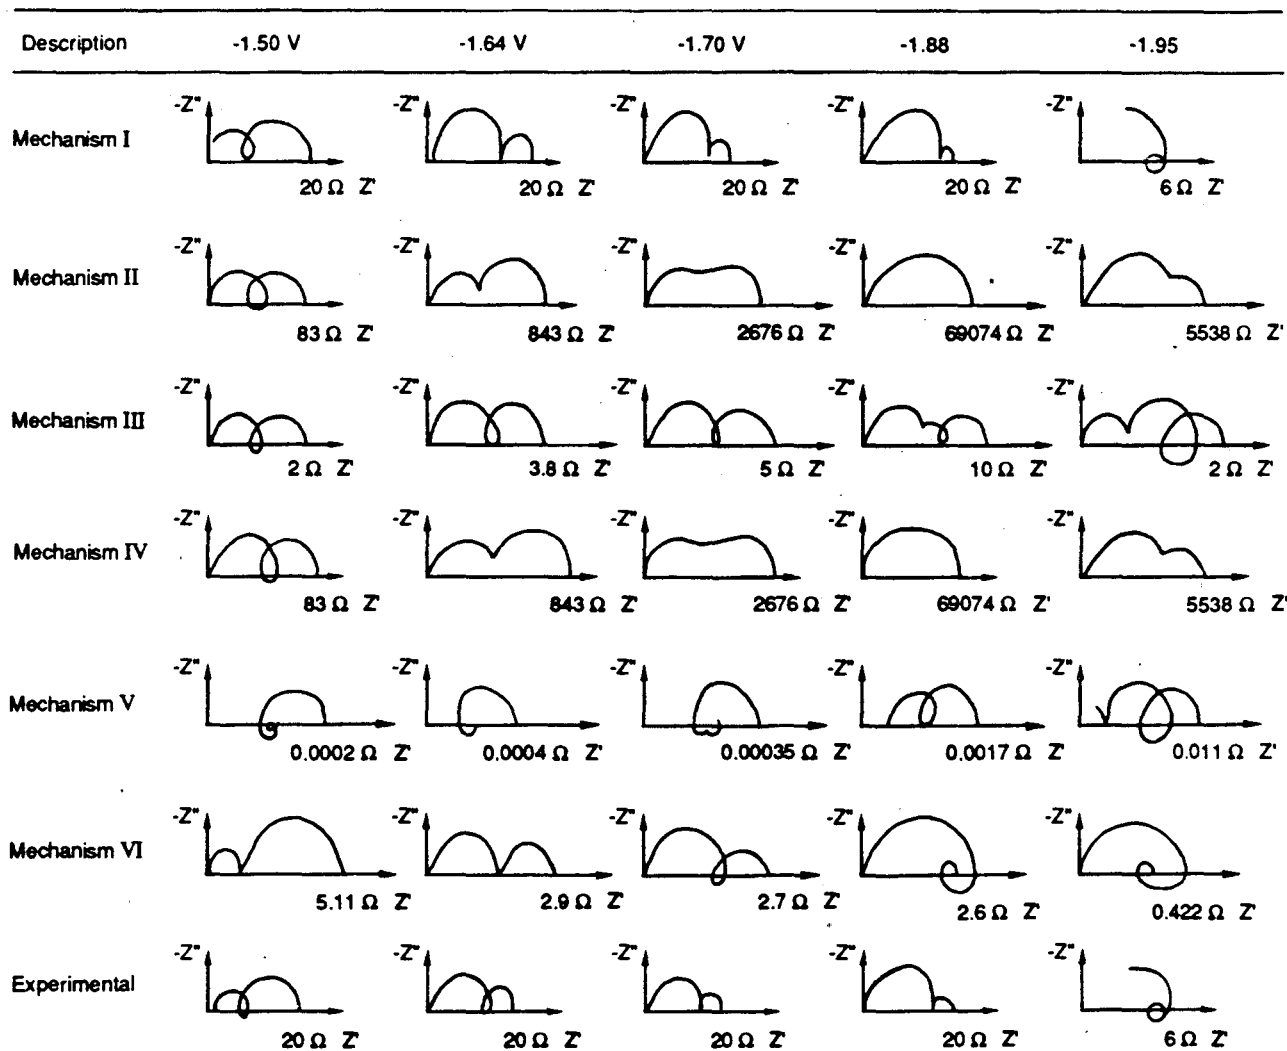 Description -1.50 V -1.64 V -1.70 V -1.88 -1.95
-Z" -Z" -Z" -Z" -Z"
Mechanism I
20 Ω Z' 20 Ω Z' 20 Ω Z' 20 Ω Z' 6 Ω Z'
-Z" -Z" -Z" -Z" -Z"
Mechanism II
83 Ω Z' 843 Ω Z' 2676 Ω Z' 69074 Ω Z' 5538 Ω Z'
-Z" -Z" -Z" -Z" -Z"
Mechanism III
2 Ω Z' 3.8 Ω Z' 5 Ω Z' 10 Ω Z' 2 Ω Z'
-Z" -Z" -Z" -Z" -Z"
Mechanism IV
83 Ω Z' 843 Ω Z' 2676 Ω Z' 69074 Ω Z' 5538 Ω Z'
-Z" -Z" -Z" -Z" -Z"
Mechanism V
0.0002 Ω Z' 0.0004 Ω Z' 0.00035 Ω Z' 0.0017 Ω Z' 0.011 Ω Z'
-Z" -Z" -Z" -Z" -Z"
Mechanism VI
5.11 Ω Z' 2.9 Ω Z' 2.7 Ω Z' 2.6 Ω Z' 0.422 Ω Z'
-Z" -Z" -Z" -Z" -Z"
Experimental
20 Ω Z' 20 Ω Z' 20 Ω Z' 20 Ω Z' 6 Ω Z'